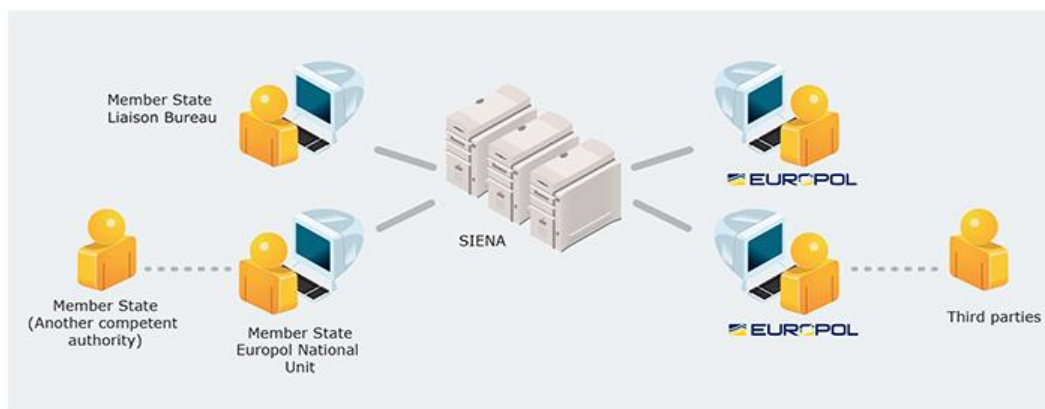 Member State
Liaison Bureau
EUROPOL
SIENA
Member State
(Another competent
authority)
Member State
Europol National
Unit
EUROPOL
Third parties